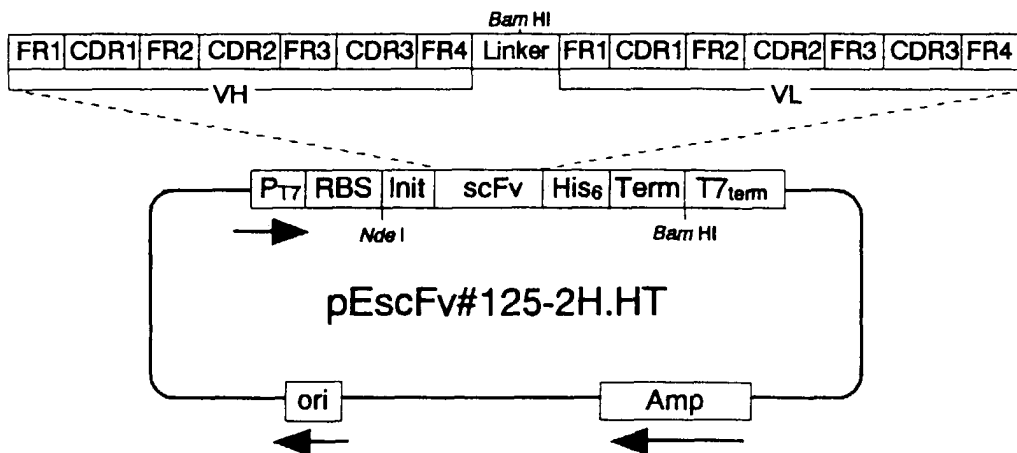 Bam HI
FR1 CDR1 FR2 CDR2 FR3 CDR3 FR4 Linker FR1 CDR1 FR2 CDR2 FR3 CDR3 FR4
VH VL
PT7 RBS Init scFv His6 Term T7term
Nde I Bam HI
pEscFv#125-2H.HT
ori Amp